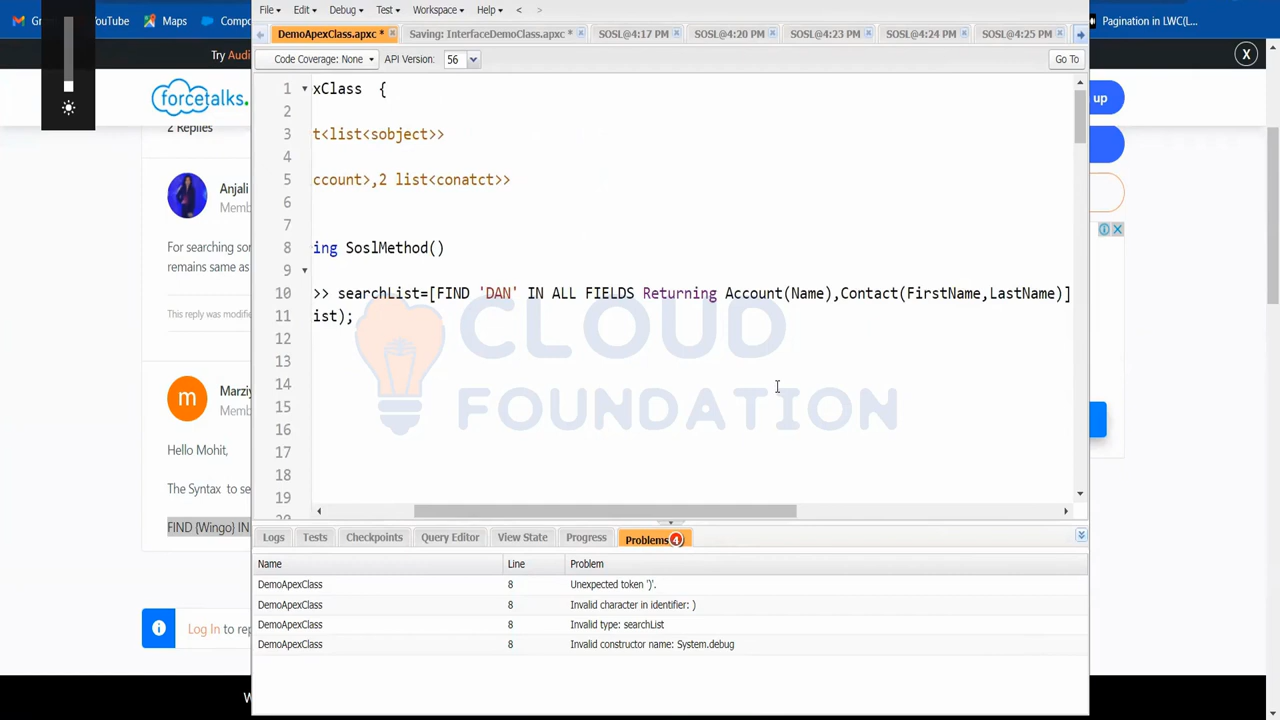 File Edit Debug Test Workspace Help < >
YouTube Maps Pagination in LWC(L...
DemoApexClass.apxc * Saving: InterfaceDemoClass.apxc * SOSL@4:17 PM SOSL@4:20 PM SOSL@4:23 PM SOSL@4:24 PM SOSL@4:25 PM
Try X
Code Coverage: None API Version: 56 Go To
forcetalks. up
1 xClass {
2
3 t<list<sobject>>
4
5 ccount>,2 list<conatct>>
6
7
8 ing SoslMethod()
9
10 >> searchList=[FIND 'DAN' IN ALL FIELDS Returning Account(Name),Contact(FirstName,LastName)]
11 ist);
12
13
14
15
16
17
18
19
CLOUD
FOUNDATION
2 Replies
Anjali
Memb
For searching
remains same as
This reply was modifi
Marziy
Memb
Hello Mohit,
The Syntax to se
FIND {Wingo} IN
Log In to rep
Logs Tests Checkpoints Query Editor View State Progress Problems 4
Name Line Problem
DemoApexClass 8 Unexpected token '}'.
DemoApexClass 8 Invalid character in identifier: )
DemoApexClass 8 Invalid type: searchList
DemoApexClass 8 Invalid constructor name: System.debug